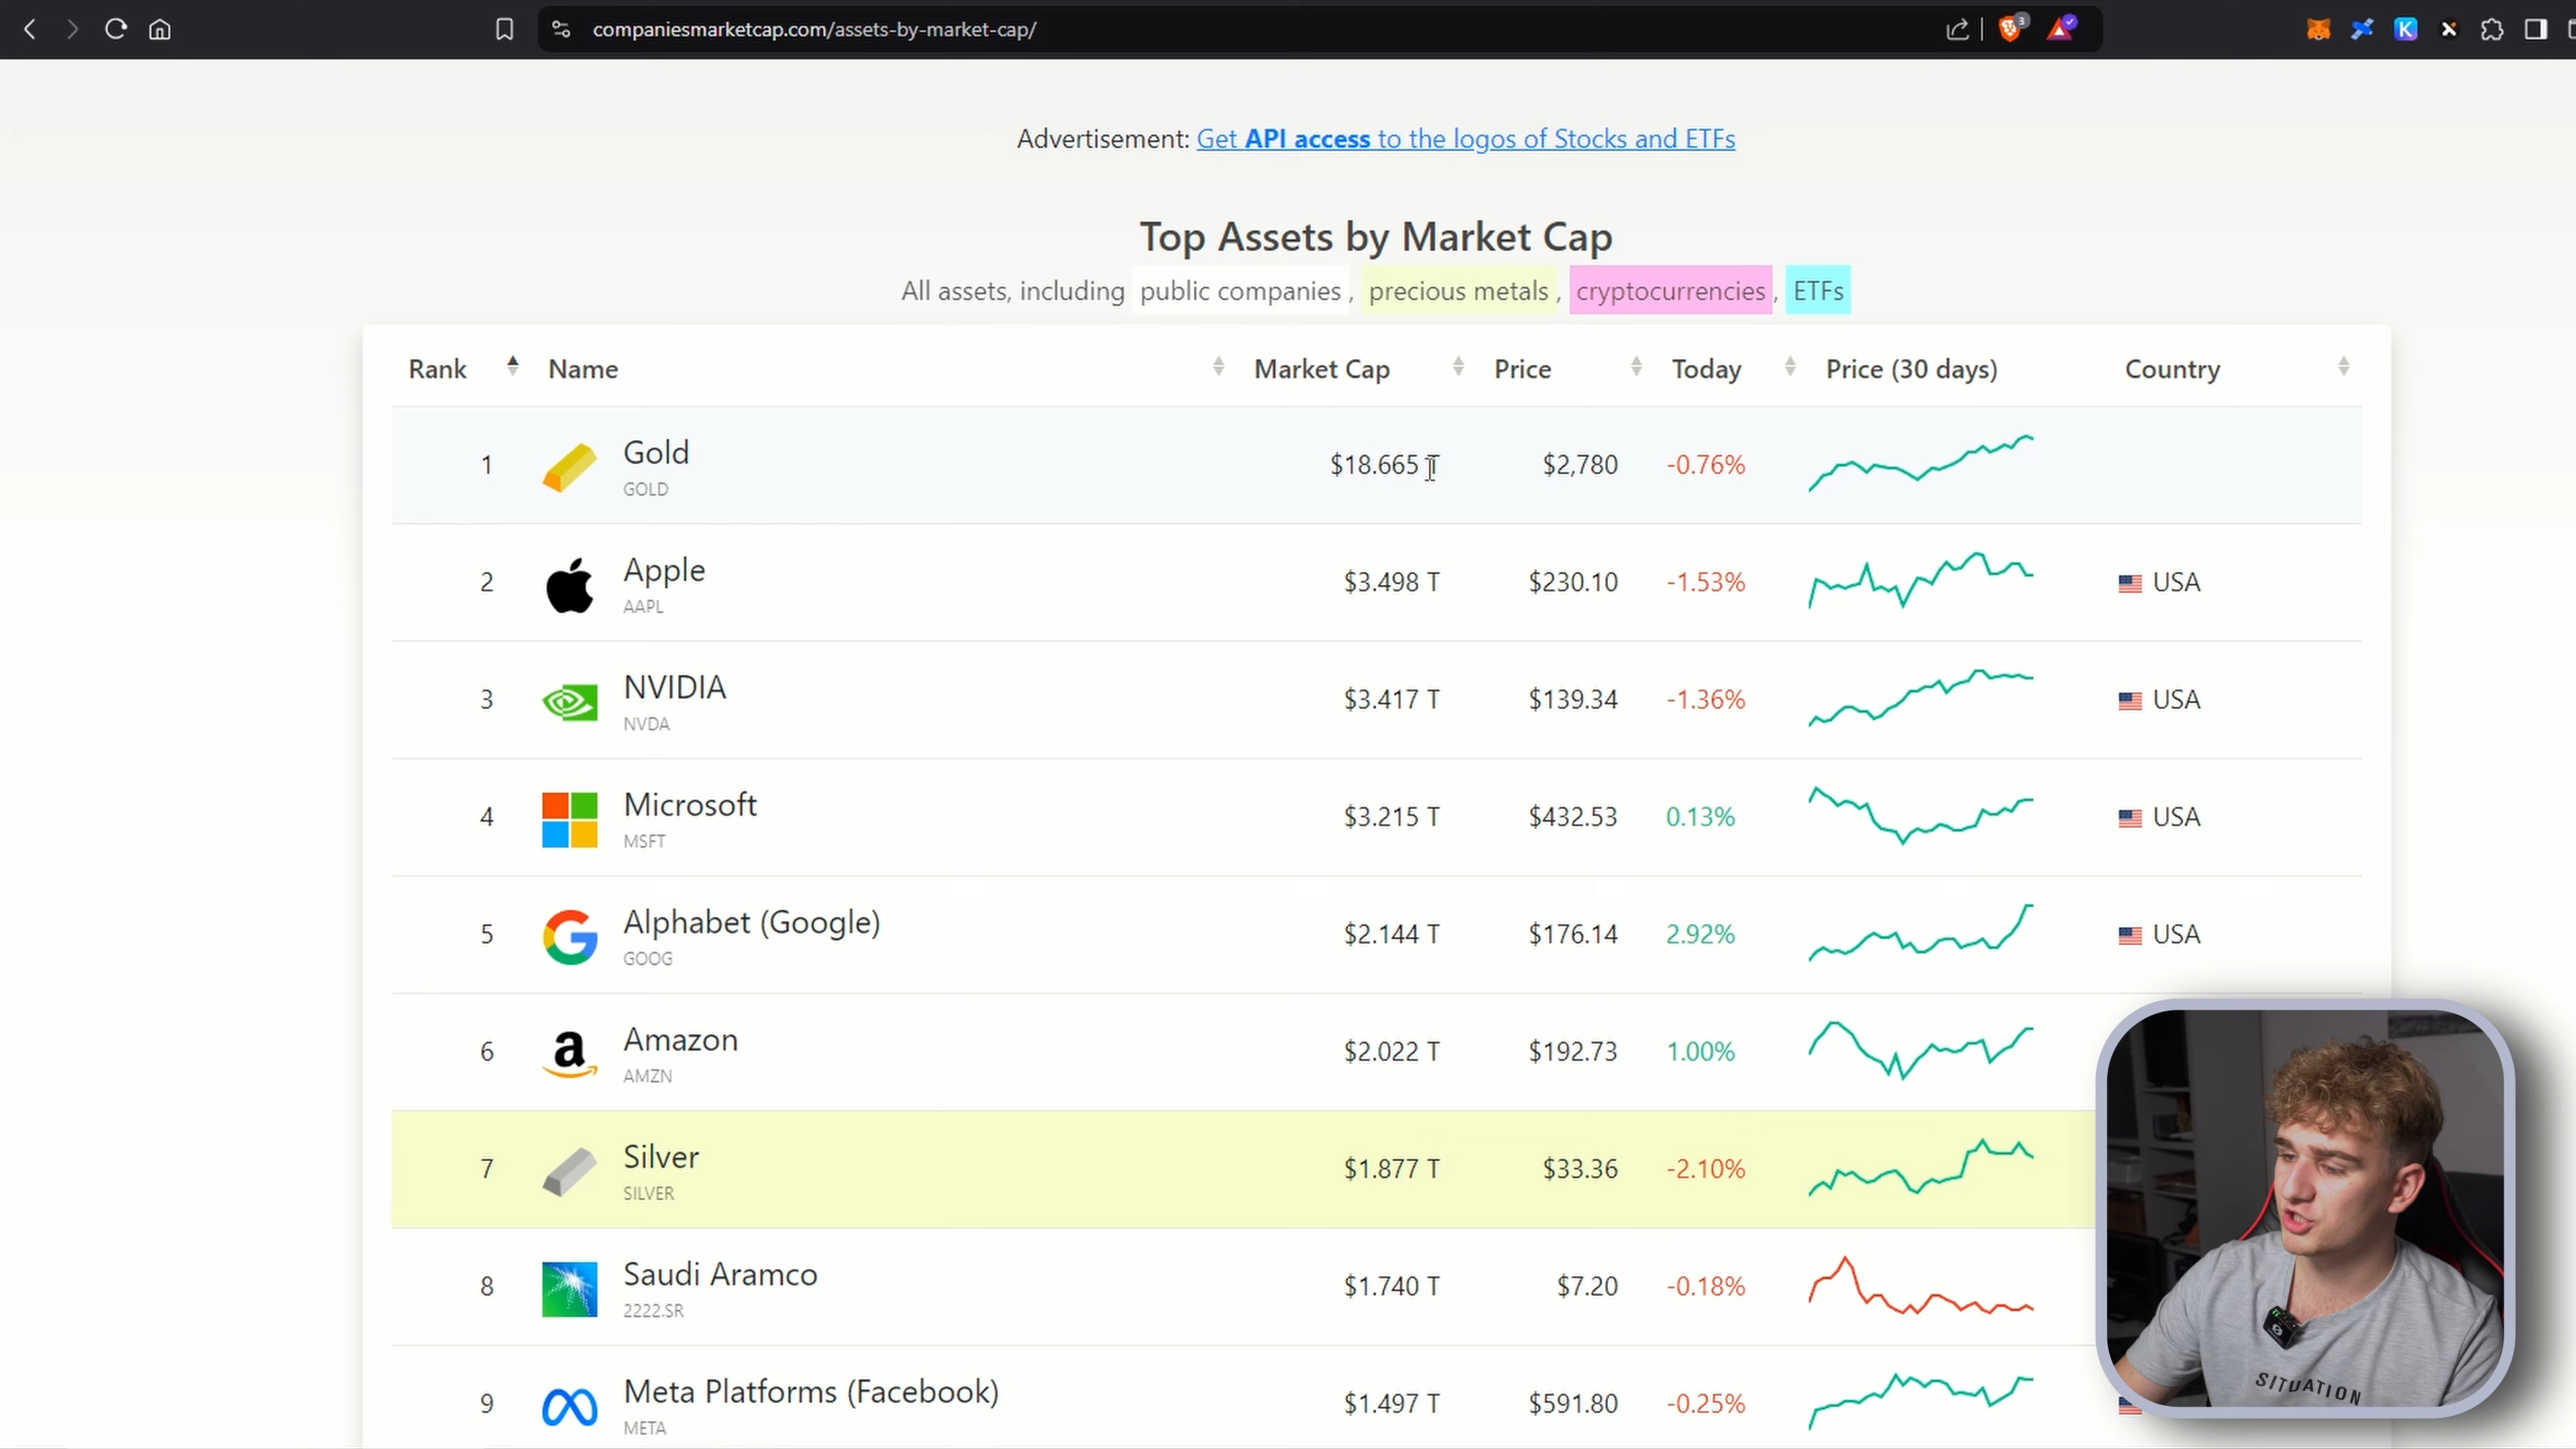 companiesmarketcap.com/assets-by-market-cap/
3
K
Advertisement: Get API access to the logos of Stocks and ETFs
Top Assets by Market Cap
All assets, including public companies , precious metals , cryptocurrencies , ETFs
Rank Name Market Cap Price Today Price (30 days) Country
1 Gold $18.665 T $2,780 -0.76%
GOLD
2 Apple $3.498 T $230.10 -1.53% USA
AAPL
3 NVIDIA $3.417 T $139.34 -1.36% USA
NVDA
4 Microsoft $3.215 T $432.53 0.13% USA
MSFT
5 Alphabet (Google) $2.144 T $176.14 2.92% USA
GOOG
6 Amazon $2.022 T $192.73 1.00%
AMZN
7 Silver $1.877 T $33.36 -2.10%
SILVER
8 Saudi Aramco $1.740 T $7.20 -0.18%
2222.SR
9 Meta Platforms (Facebook) $1.497 T $591.80 -0.25%
META
SITUATION